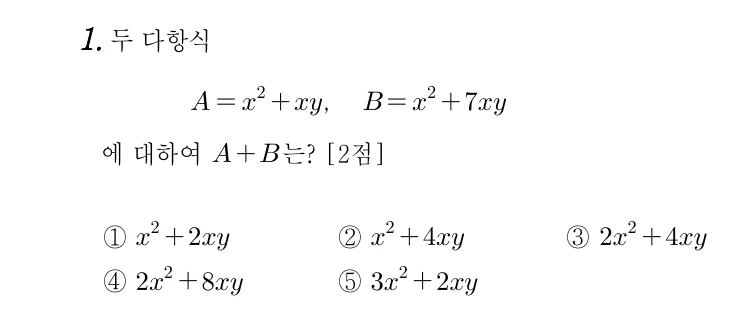 1. 두 다항식
A = x² + xy, B = x² + 7xy
에 대하여 A + B는? [2점]
① x² + 2xy ② x² + 4xy ③ 2x² + 4xy
④ 2x² + 8xy ⑤ 3x² + 2xy